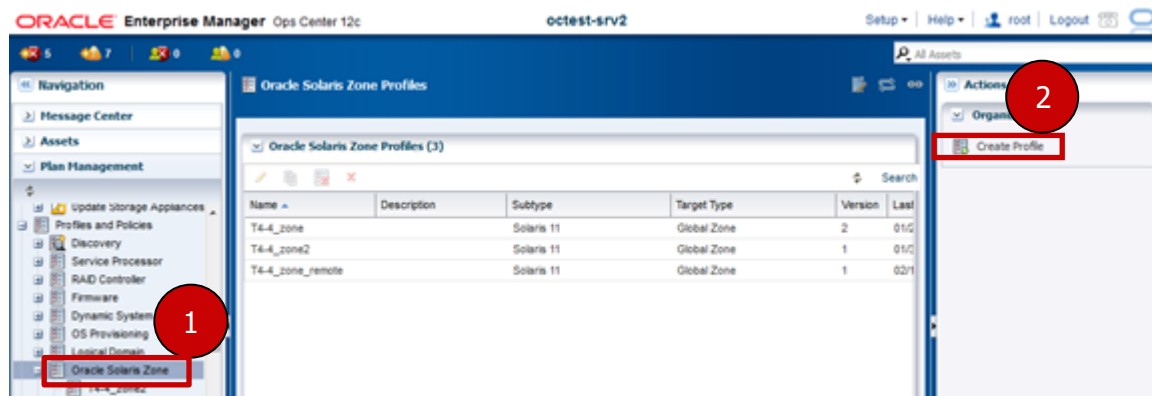 ORACLE Enterprise Manager Ops Center 12c
octest-srv2
Setup Help root Logout
5 7 0 0
All Assets
Navigation
Message Center
Assets
Plan Management
Update Storage Appliances
Profiles and Policies
Discovery
Service Processor
RAID Controller
Firmware
Dynamic System
OS Provisioning
Logical Domain
Oracle Solaris Zone
T4-4_zone2
1
Oracle Solaris Zone Profiles
Oracle Solaris Zone Profiles (3)
Search
Name Description Subtype Target Type Version Last
T4-4_zone Solaris 11 Global Zone 2
T4-4_zone2 Solaris 11 Global Zone 1
T4-4_zone_remote Solaris 11 Global Zone 1
Actions
2
Organi
Create Profile